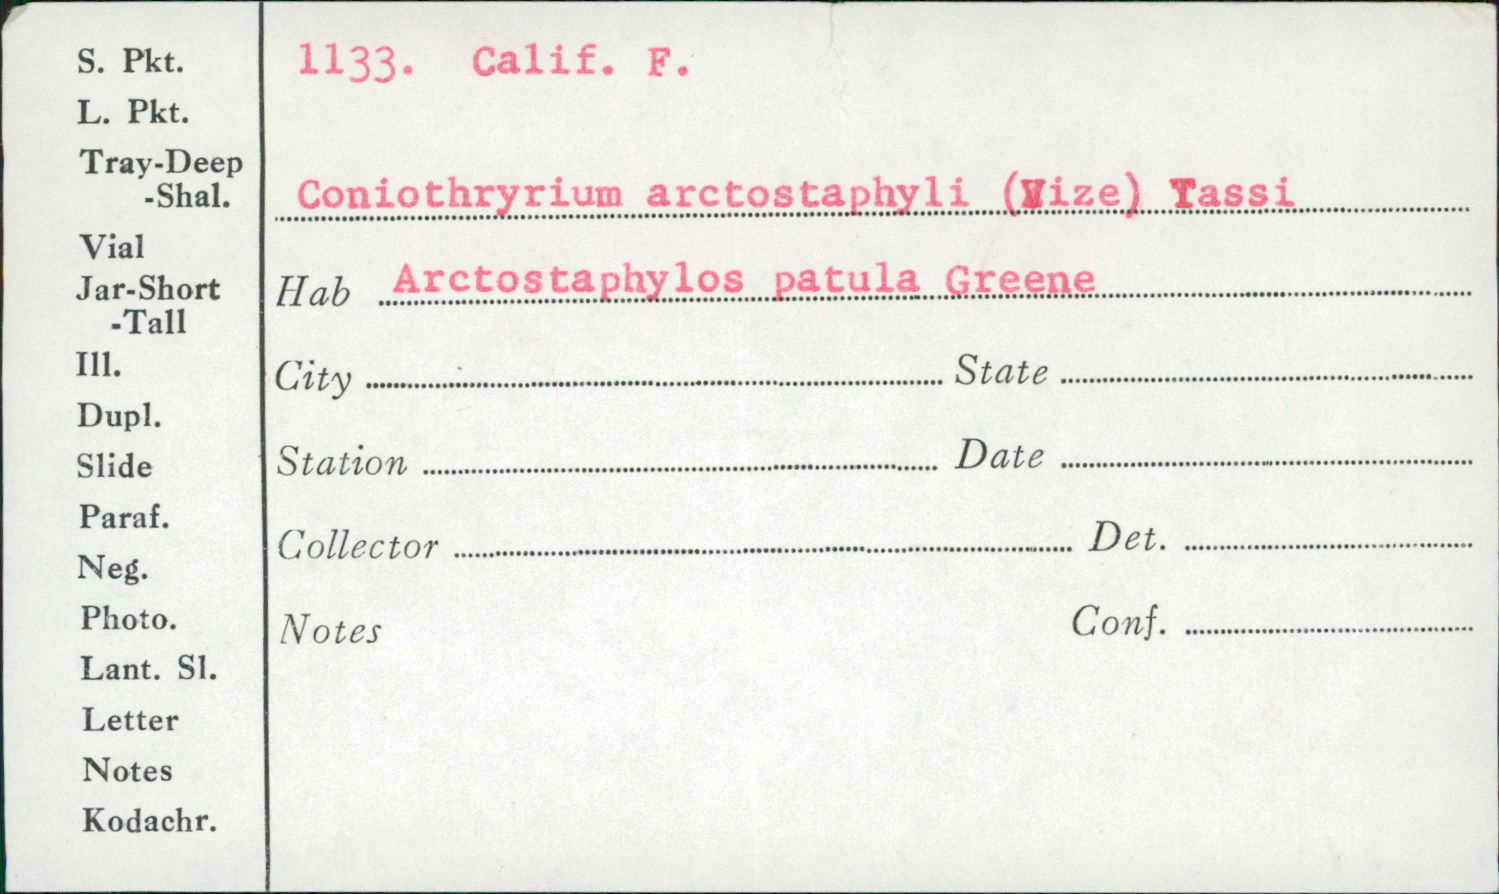 S. Pkt.
L. Pkt.
Tray-Deep
-Shal.
Vial
Jar-Short
-Tall
Ill.
Dupl.
Slide
Paraf.
Neg.
Photo.
Lant. Sl.
Letter
Notes
Kodachr.
1133. Calif. F.
Coniothryrium arctostaphyli (Vize) Tassi
Hab Arctostaphylos patula Greene
City State
Station Date
Collector Det.
Notes Conf.